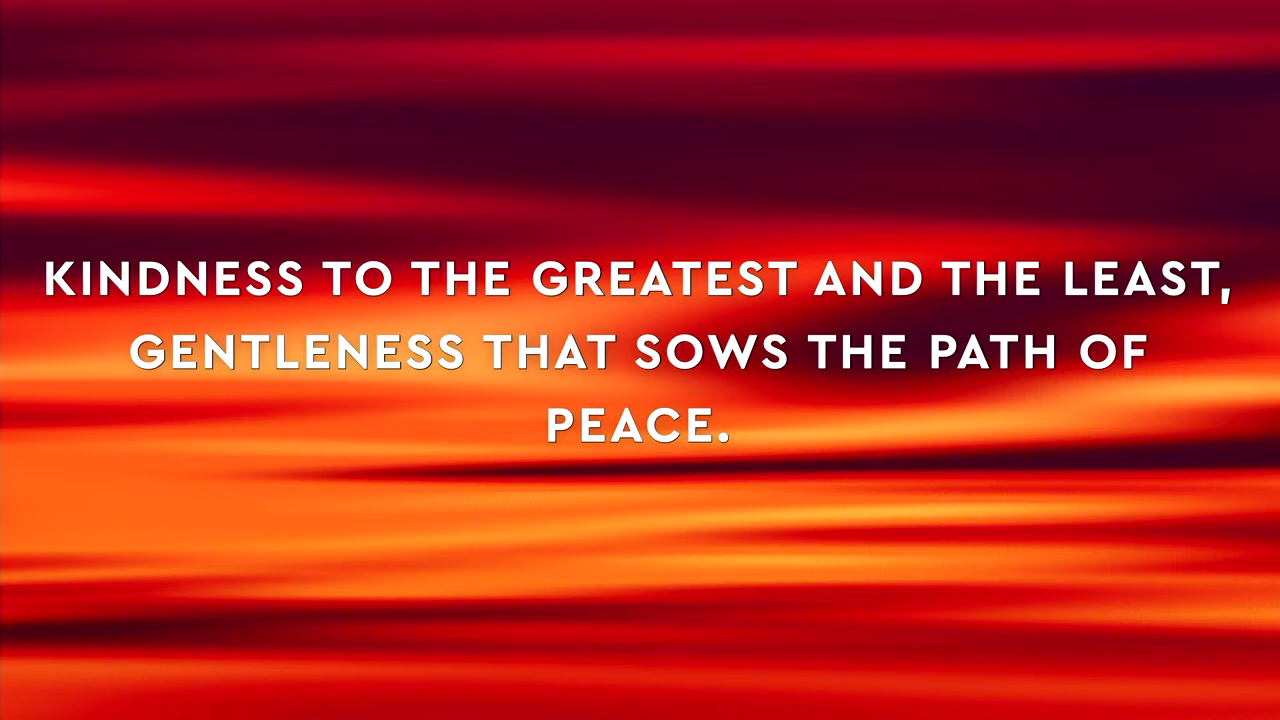 KINDNESS TO THE GREATEST AND THE LEAST,
GENTLENESS THAT SOWS THE PATH OF
PEACE.